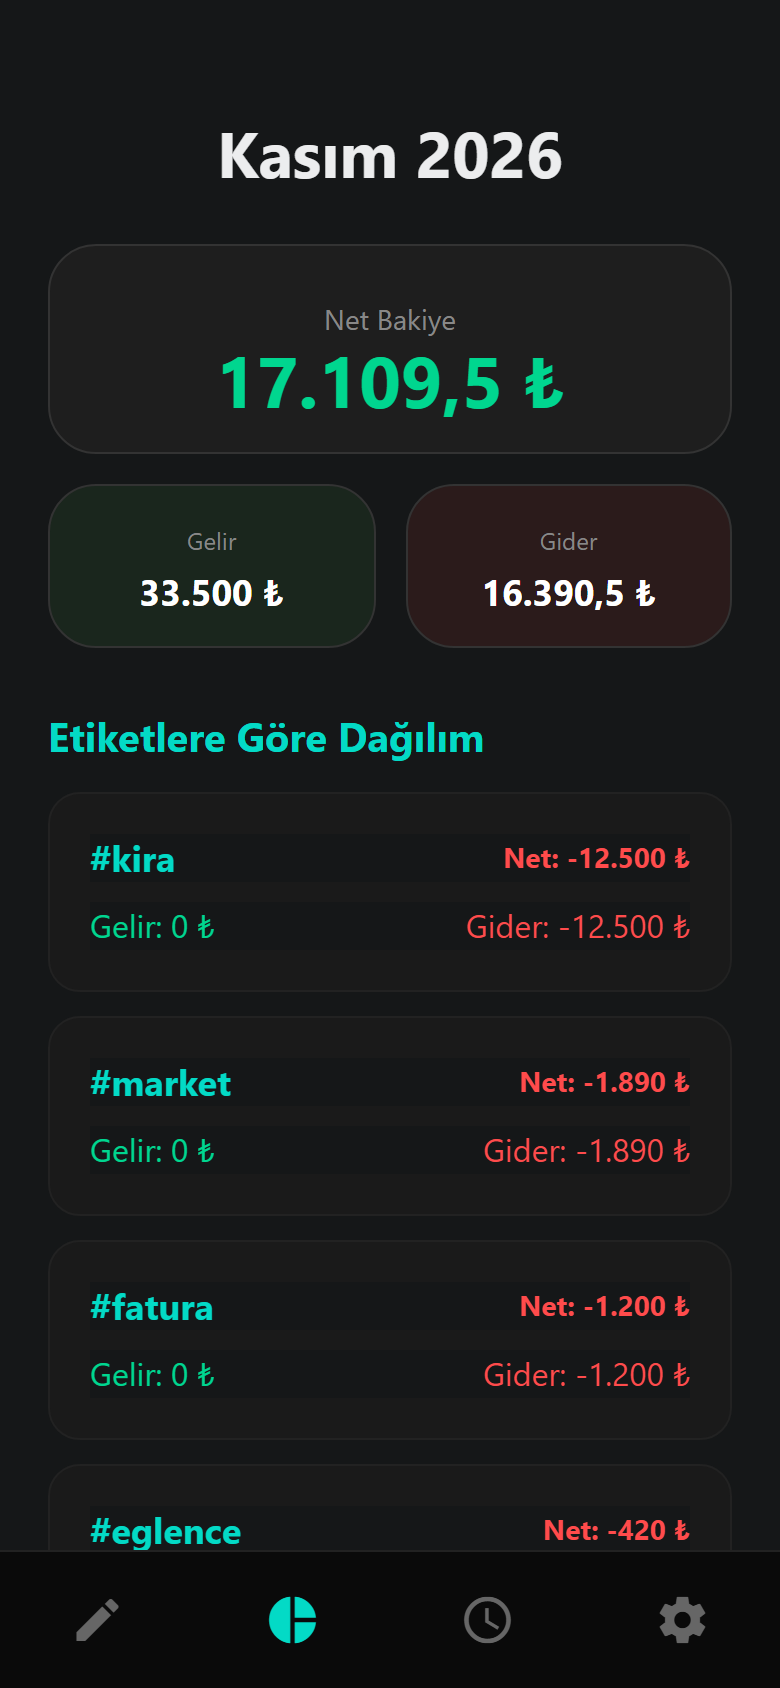 Kasım 2026
Net Bakiye
17.109,5 ₺
Gelir
33.500 ₺
Gider
16.390,5 ₺
Etiketlere Göre Dağılım
#kira
Net: -12.500 ₺
Gelir: 0 ₺
Gider: -12.500 ₺
#market
Net: -1.890 ₺
Gelir: 0 ₺
Gider: -1.890 ₺
#fatura
Net: -1.200 ₺
Gelir: 0 ₺
Gider: -1.200 ₺
#eglence
Net: -420 ₺